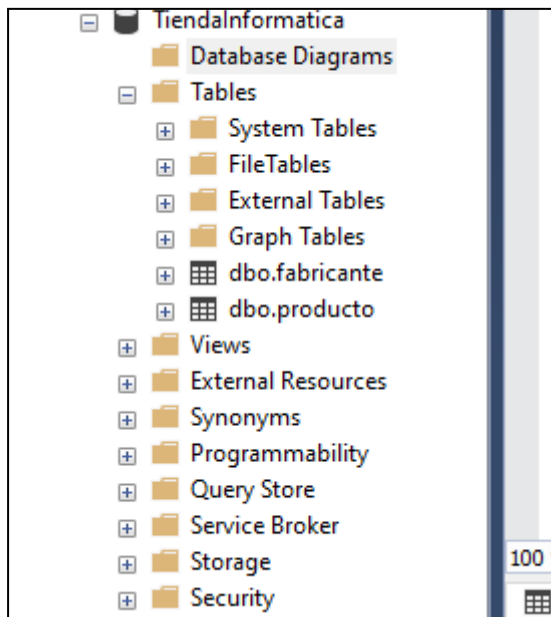 TiendaInformatica
Database Diagrams
Tables
System Tables
FileTables
External Tables
Graph Tables
dbo.fabricante
dbo.producto
Views
External Resources
Synonyms
Programmability
Query Store
Service Broker
Storage
100
Security